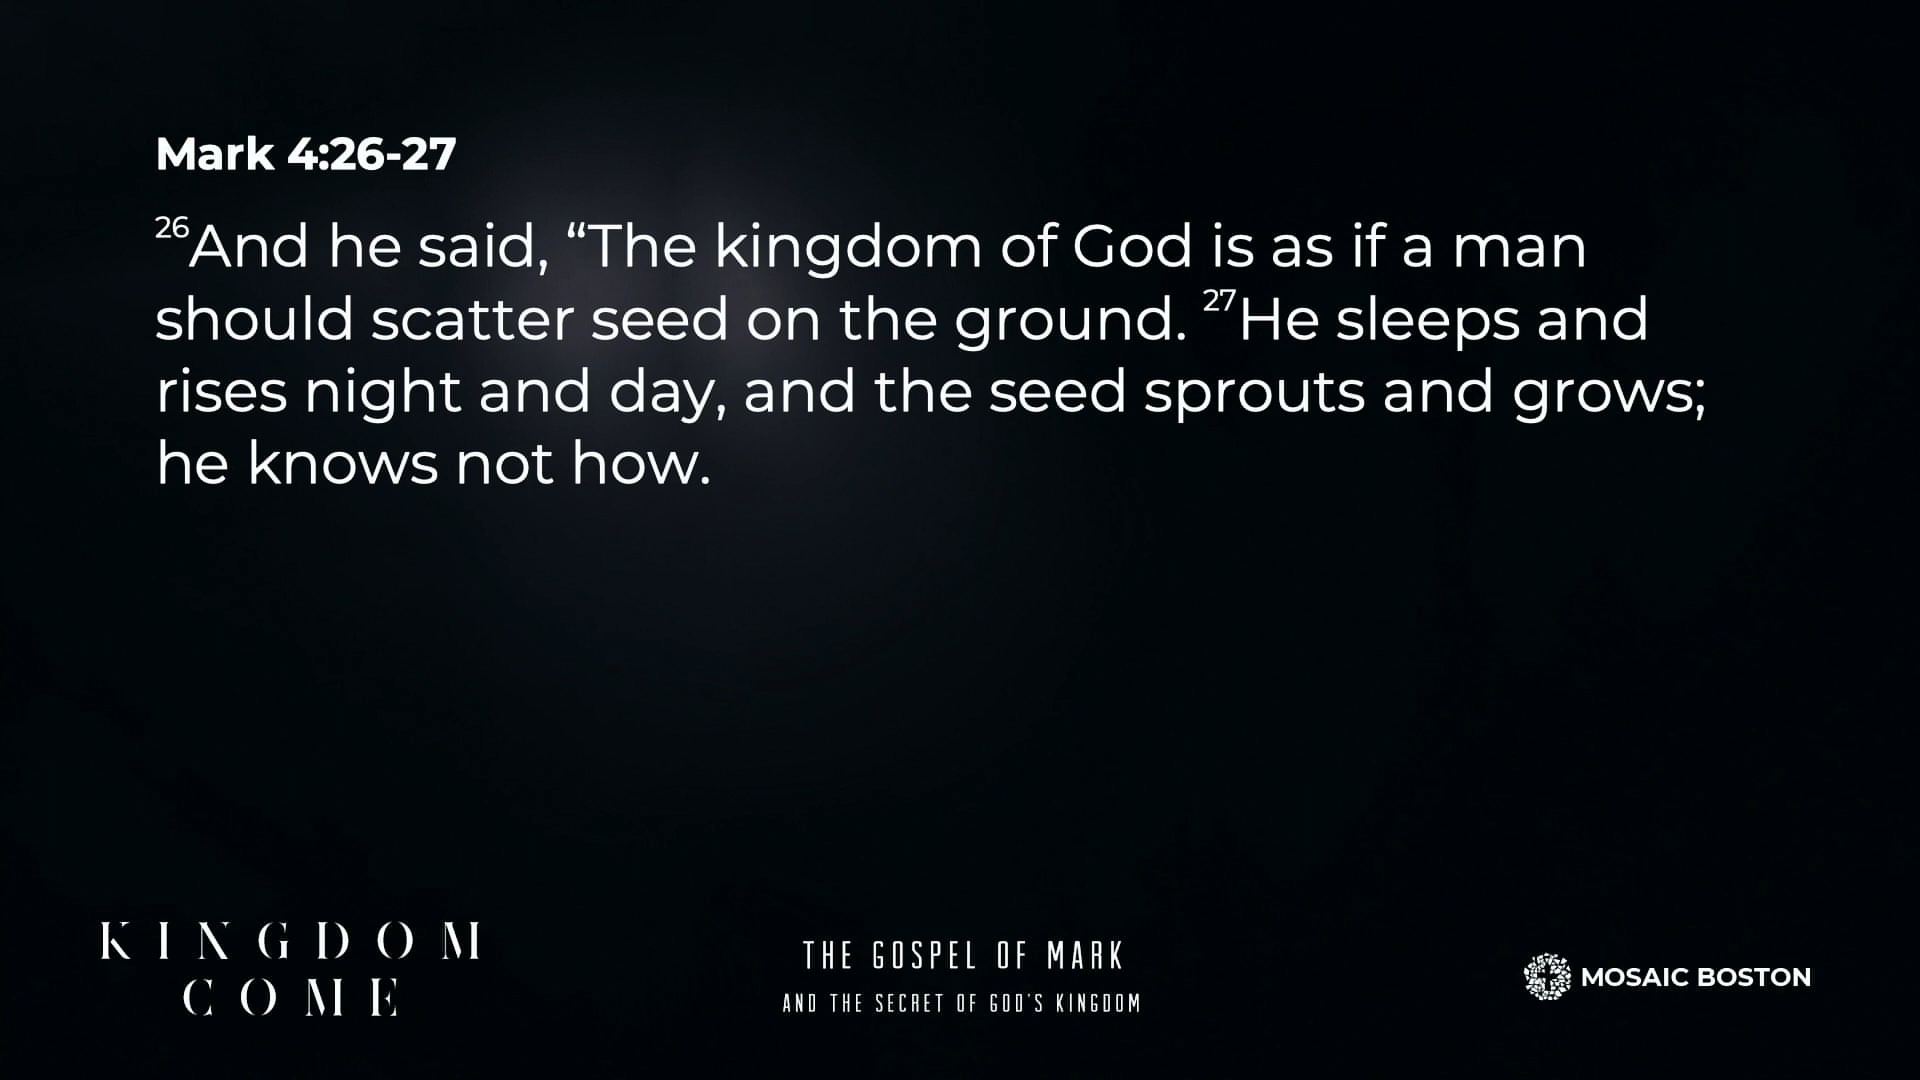 Mark 4:26-27
26And he said, “The kingdom of God is as if a man
should scatter seed on the ground. 27He sleeps and
rises night and day, and the seed sprouts and grows;
he knows not how.
KINGDOM
COME
THE GOSPEL OF MARK
AND THE SECRET OF GOD'S KINGDOM
MOSAIC BOSTON